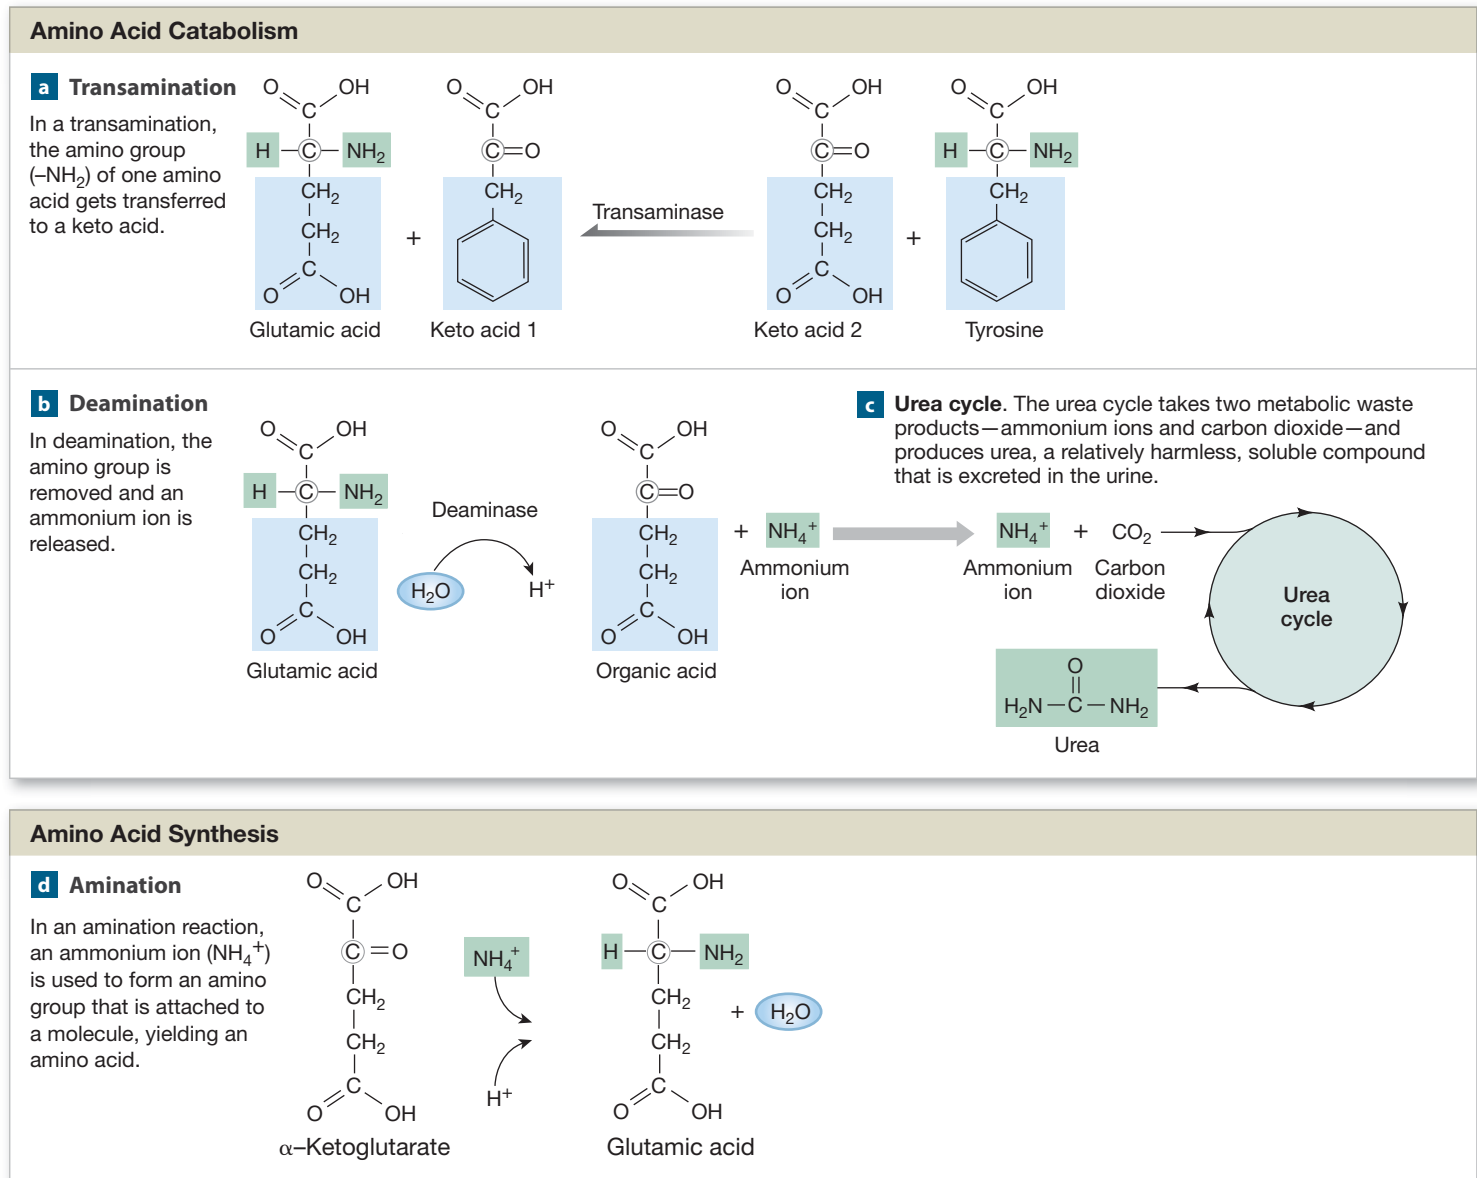 Amino Acid Catabolism
a Transamination
In a transamination,
the amino group
(–NH2) of one amino
acid gets transferred
to a keto acid.
O OH
C
H C NH2
CH2
CH2
C
O OH
Glutamic acid
+
O OH
C
C=O
CH2
Keto acid 1
Transaminase
O OH
C
C=O
CH2
CH2
C
O OH
Keto acid 2
+
O OH
C
H C NH2
CH2
Tyrosine
b Deamination
In deamination, the
amino group is
removed and an
ammonium ion is
released.
O OH
C
H C NH2
CH2
CH2
C
O OH
Glutamic acid
Deaminase
H2O H+
O OH
C
C=O
CH2
CH2
C
O OH
Organic acid
+ NH4+
Ammonium
ion
c Urea cycle. The urea cycle takes two metabolic waste
products—ammonium ions and carbon dioxide—and
produces urea, a relatively harmless, soluble compound
that is excreted in the urine.
NH4+ + CO2
Ammonium Carbon
ion dioxide
Urea
cycle
O
H2N—C—NH2
Urea
Amino Acid Synthesis
d Amination
In an amination reaction,
an ammonium ion (NH4+)
is used to form an amino
group that is attached to
a molecule, yielding an
amino acid.
O OH
C
C=O
CH2
CH2
C
O OH
α–Ketoglutarate
NH4+
H+
O OH
C
H C NH2
CH2
CH2
C
O OH
Glutamic acid
+ H2O